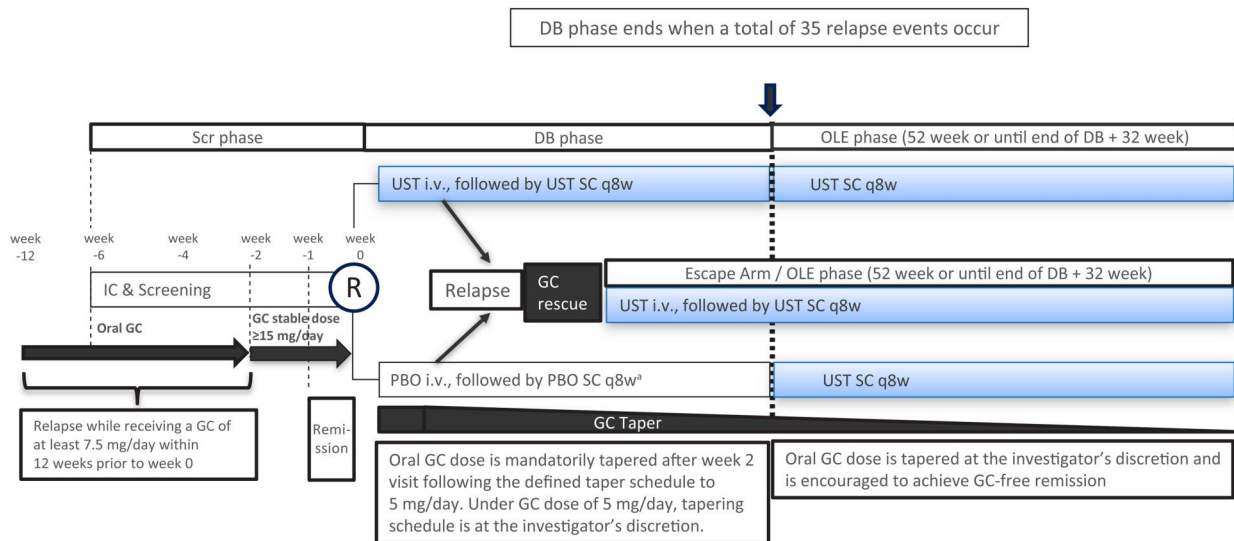 DB phase ends when a total of 35 relapse events occur
Scr phase
DB phase
OLE phase (52 week or until end of DB + 32 week)
UST i.v., followed by UST SC q8w
UST SC q8w
week
-12
week
-6
week
-4
week
-2
week
-1
week
0
IC & Screening
R
Relapse
GC
rescue
Escape Arm / OLE phase (52 week or until end of DB + 32 week)
UST i.v., followed by UST SC q8w
Oral GC
GC stable dose
≥15 mg/day
PBO i.v., followed by PBO SC q8wᵃ
UST SC q8w
Relapse while receiving a GC of
at least 7.5 mg/day within
12 weeks prior to week 0
Remi-
ssion
GC Taper
Oral GC dose is mandatorily tapered after week 2
visit following the defined taper schedule to
5 mg/day. Under GC dose of 5 mg/day, tapering
schedule is at the investigator's discretion.
Oral GC dose is tapered at the investigator's discretion and
is encouraged to achieve GC-free remission